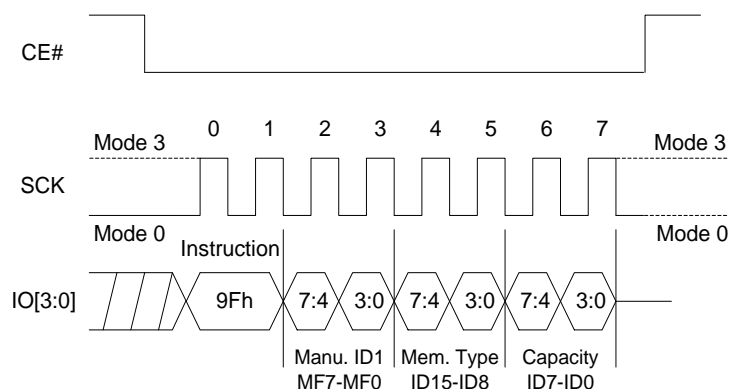 CE#
0 1 2 3 4 5 6 7
Mode 3 Mode 3
SCK
Mode 0 Mode 0
Instruction
IO[3:0] 9Fh 7:4 3:0 7:4 3:0 7:4 3:0
Manu. ID1 Mem. Type Capacity
MF7-MF0 ID15-ID8 ID7-ID0